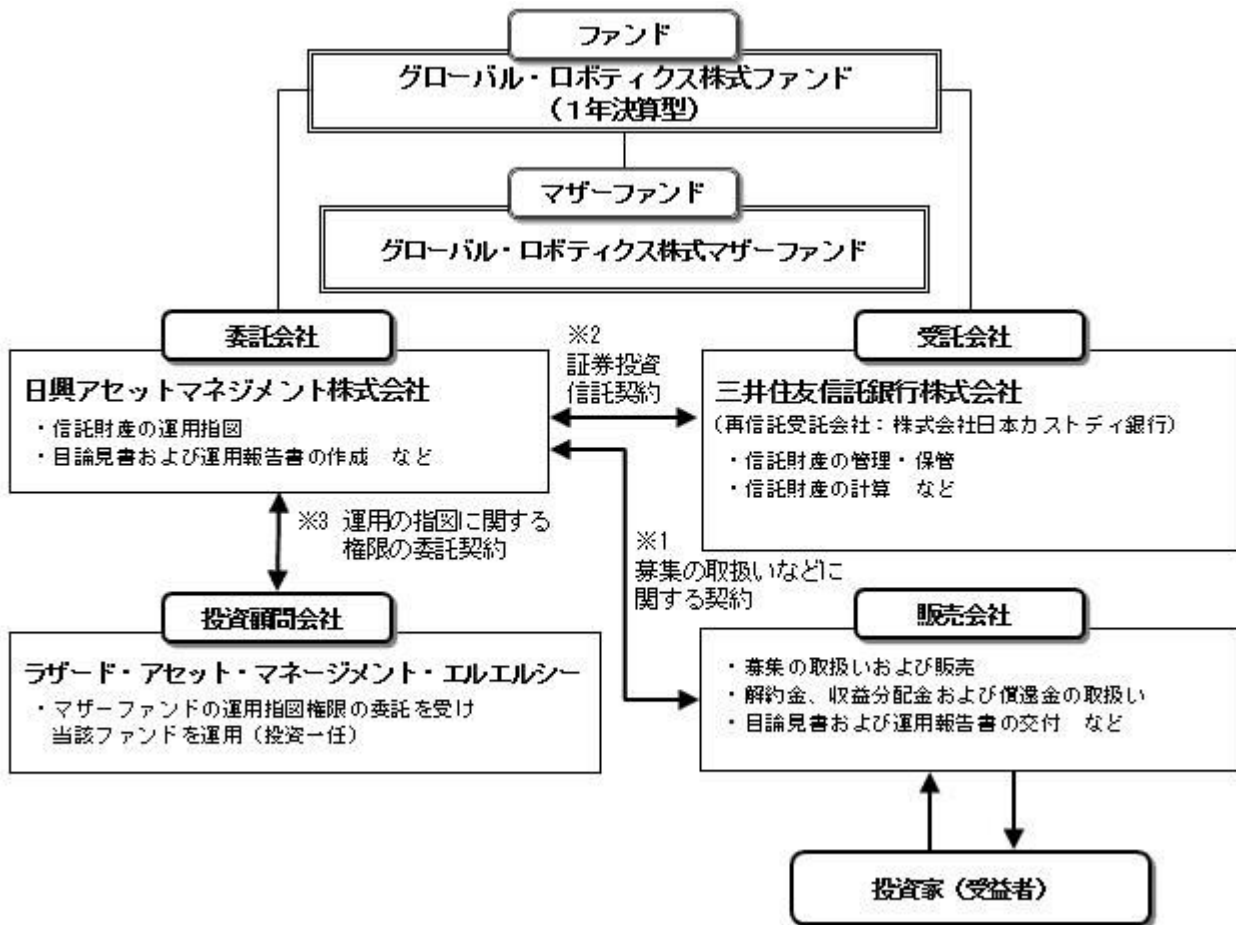 ファンド
グローバル・ロボティクス株式ファンド
(1年決算型)
マザーファンド
グローバル・ロボティクス株式マザーファンド
委託会社
日興アセットマネジメント株式会社
・信託財産の運用指図
・目論見書および運用報告書の作成 など
※2
証券投資
信託契約
受託会社
三井住友信託銀行株式会社
(再信託受託会社:株式会社日本カストディ銀行)
・信託財産の管理・保管
・信託財産の計算 など
※3 運用の指図に関する
権限の委託契約
※1
募集の取扱いなどに
関する契約
投資顧問会社
ラザード・アセット・マネージメント・エルエルシー
・マザーファンドの運用指図権限の委託を受け
当該ファンドを運用(投資一任)
販売会社
・募集の取扱いおよび販売
・解約金、収益分配金および償還金の取扱い
・目論見書および運用報告書の交付 など
投資家(受益者)